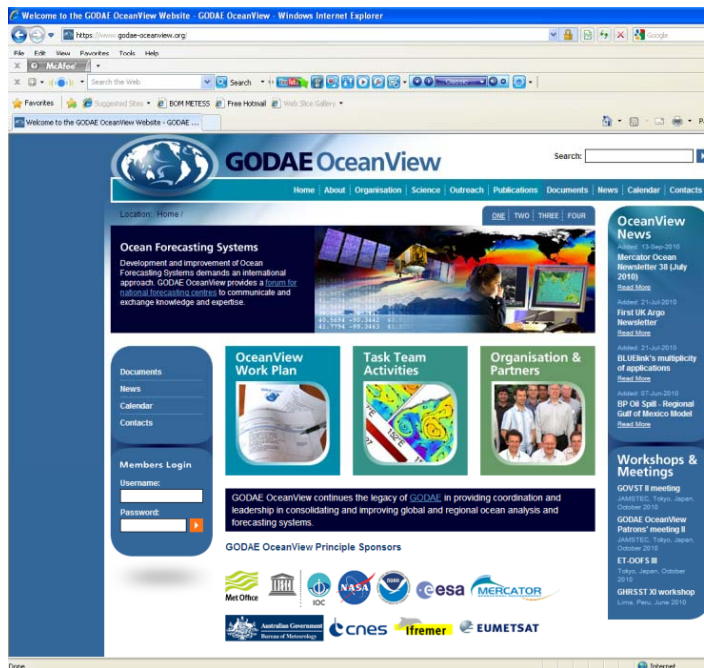 Welcome to the GODAE OceanView Website - GODAE OceanView - Windows Internet Explorer
https://www.godae-oceanview.org/
Google
File Edit View Favorites Tools Help
X McAfee
X Search the Web Search
Favorites Suggested Sites BOM METESS Free Hotmail Web Slice Gallery
Welcome to the GODAE OceanView Website - GODAE ...
GODAE OceanView
Search:
Home About Organisation Science Outreach Publications Documents News Calendar Contacts
Location: Home /
ONE TWO THREE FOUR
Ocean Forecasting Systems
Development and improvement of Ocean
Forecasting Systems demands an international
approach. GODAE OceanView provides a forum for
national forecasting centres to communicate and
exchange knowledge and expertise.
OceanView
News
Added: 13-Sep-2010
Mercator Ocean
Newsletter 38 (July
2010)
Read More
Added: 21-Jul-2010
First UK Argo
Newsletter
Read More
Added: 21-Jul-2010
BLUElink's multiplicity
of applications
Read More
Added: 07-Jun-2010
BP Oil Spill - Regional
Gulf of Mexico Model
Read More
Documents
News
Calendar
Contacts
OceanView
Work Plan
Task Team
Activities
Organisation &
Partners
Members Login
Username:
Password:
GODAE OceanView continues the legacy of GODAE in providing coordination and
leadership in consolidating and improving global and regional ocean analysis and
forecasting systems.
Workshops &
Meetings
GOVST II meeting
JAMSTEC, Tokyo, Japan,
October 2010
GODAE OceanView
Patrons' meeting II
JAMSTEC, Tokyo, Japan,
October 2010
ET-OOFS III
Tokyo, Japan, October
2010
GHRSST XI workshop
Lima, Peru, June 2010
GODAE OceanView Principle Sponsors
Met Office
IOC
NASA
NOAA
esa
MERCATOR
Australian Government
Bureau of Meteorology
cnes
Ifremer
EUMETSAT
Done
Internet